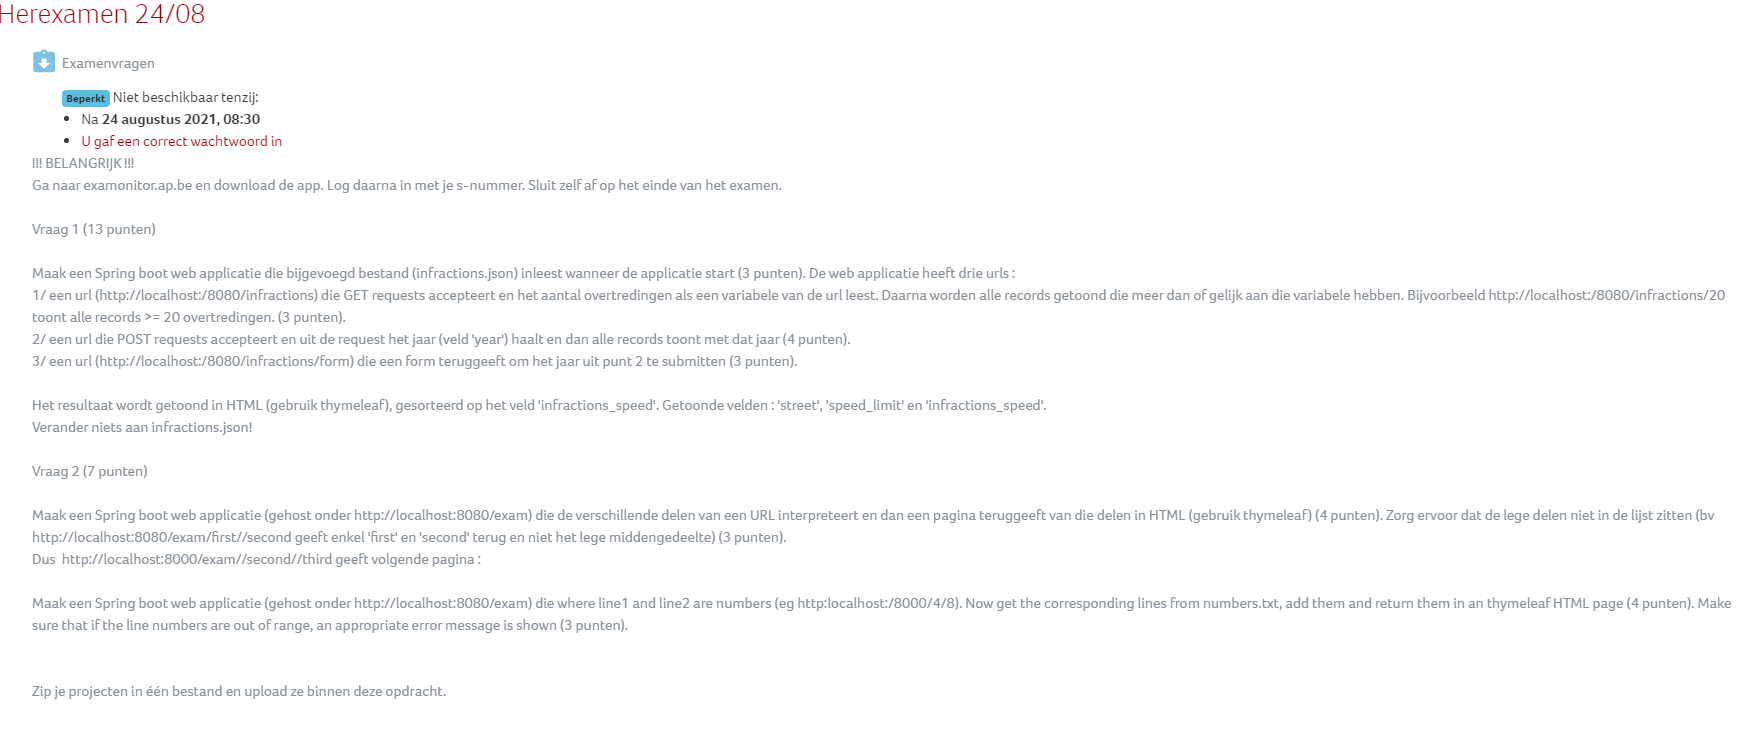 Herexamen 24/08
Examenvragen
Beperkt Niet beschikbaar tenzij:
Na 24 augustus 2021, 08:30
U gaf een correct wachtwoord in
!!! BELANGRIJK !!!
Ga naar examonitor.ap.be en download de app. Log daarna in met je s-nummer. Sluit zelf af op het einde van het examen.
Vraag 1 (13 punten)
Maak een Spring boot web applicatie die bijgevoegd bestand (infractions.json) inleest wanneer de applicatie start (3 punten). De web applicatie heeft drie urls :
1/ een url (http://localhost:/8080/infractions) die GET requests accepteert en het aantal overtredingen als een variabele van de url leest. Daarna worden alle records getoond die meer dan of gelijk aan die variabele hebben. Bijvoorbeeld http://localhost:/8080/infractions/20
toont alle records >= 20 overtredingen. (3 punten).
2/ een url die POST requests accepteert en uit de request het jaar (veld 'year') haalt en dan alle records toont met dat jaar (4 punten).
3/ een url (http://localhost:/8080/infractions/form) die een form teruggeeft om het jaar uit punt 2 te submitten (3 punten).
Het resultaat wordt getoond in HTML (gebruik thymeleaf), gesorteerd op het veld 'infractions_speed'. Getoonde velden : 'street', 'speed_limit' en 'infractions_speed'.
Verander niets aan infractions.json!
Vraag 2 (7 punten)
Maak een Spring boot web applicatie (gehost onder http://localhost:8080/exam) die de verschillende delen van een URL interpreteert en dan een pagina teruggeeft van die delen in HTML (gebruik thymeleaf) (4 punten). Zorg ervoor dat de lege delen niet in de lijst zitten (bv
http://localhost:8080/exam/first//second geeft enkel 'first' en 'second' terug en niet het lege middengedeelte) (3 punten).
Dus  http://localhost:8000/exam//second//third geeft volgende pagina :
Maak een Spring boot web applicatie (gehost onder http://localhost:8080/exam) die where line1 and line2 are numbers (eg http:localhost:/8000/4/8). Now get the corresponding lines from numbers.txt, add them and return them in an thymeleaf HTML page (4 punten). Make
sure that if the line numbers are out of range, an appropriate error message is shown (3 punten).
Zip je projecten in één bestand en upload ze binnen deze opdracht.